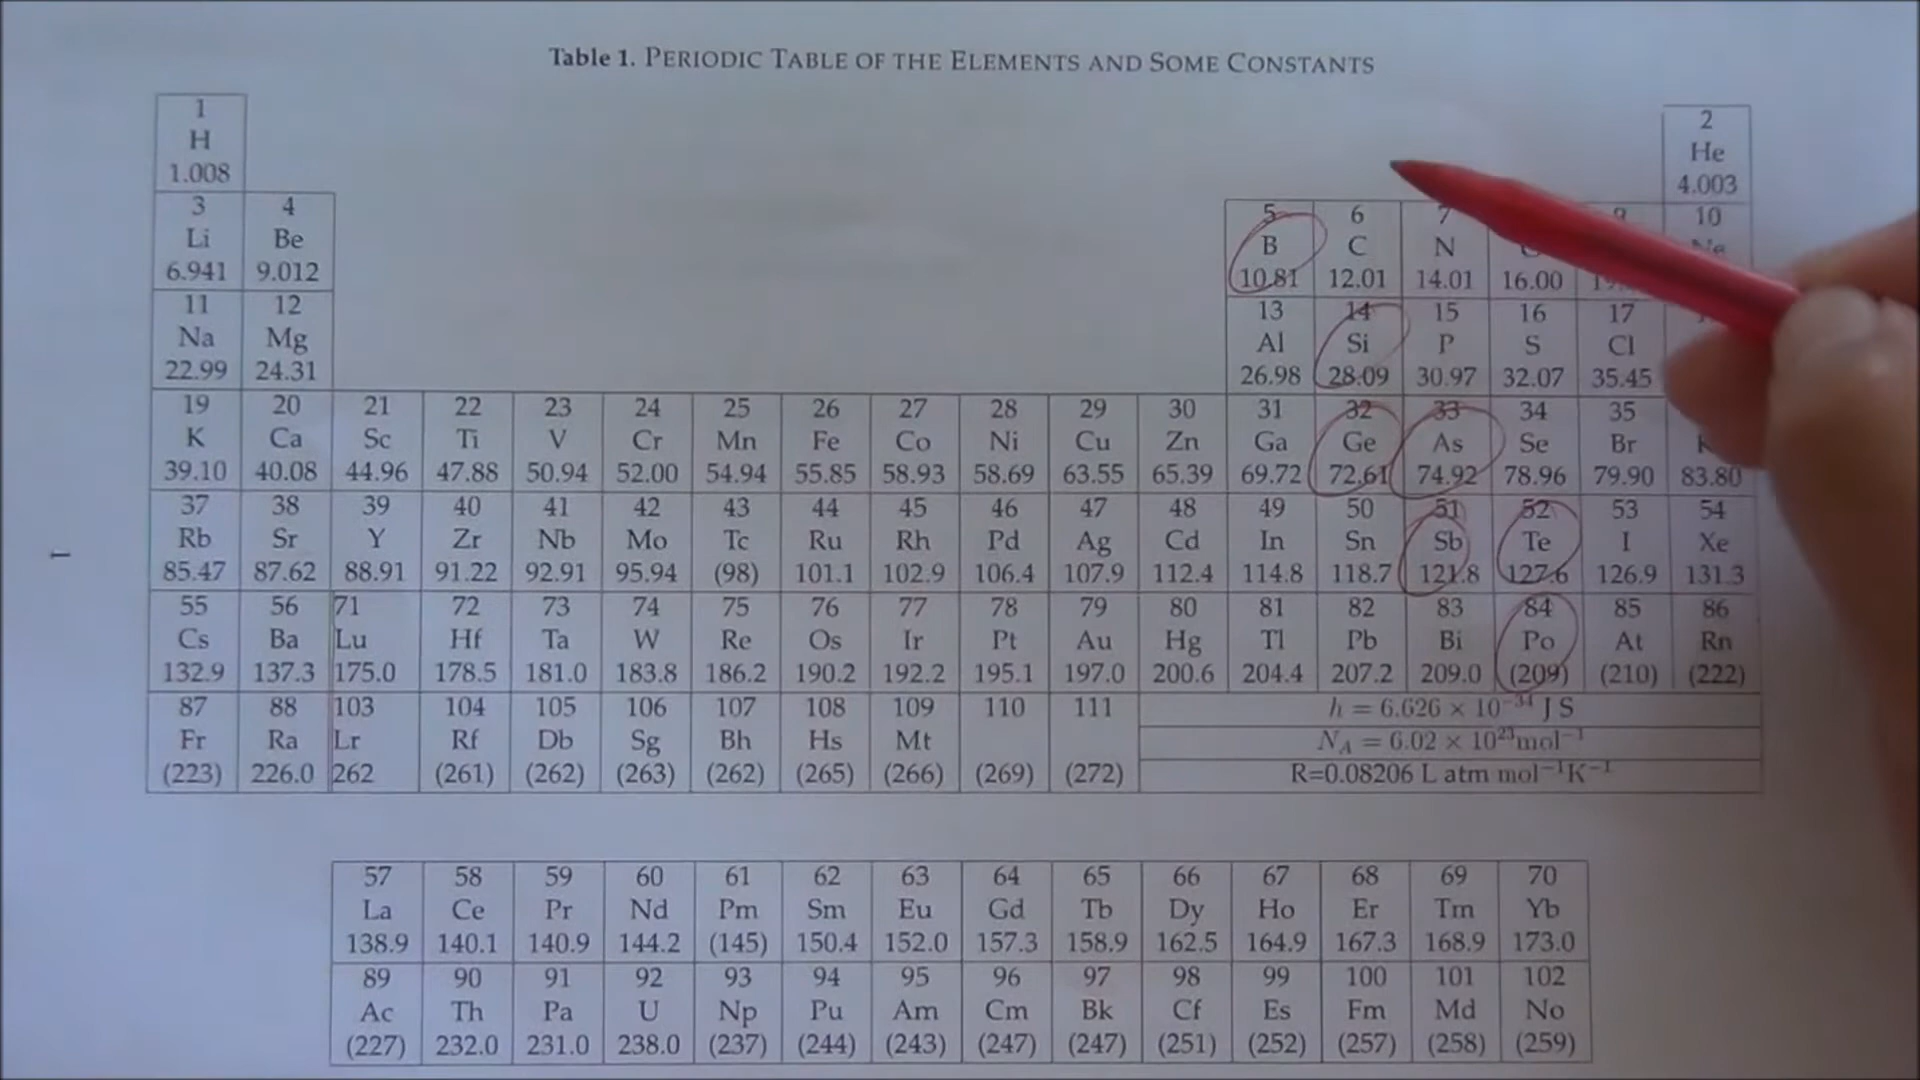 Table 1. PERIODIC TABLE OF THE ELEMENTS AND SOME CONSTANTS
1 2
H He
1.008 4.003
3 4 5 6 7 9 10
Li Be B C N Ne
6.941 9.012 10.81 12.01 14.01 16.00
11 12 13 14 15 16 17
Na Mg Al Si P S Cl
22.99 24.31 26.98 28.09 30.97 32.07 35.45
19 20 21 22 23 24 25 26 27 28 29 30 31 32 33 34 35
K Ca Sc Ti V Cr Mn Fe Co Ni Cu Zn Ga Ge As Se Br
39.10 40.08 44.96 47.88 50.94 52.00 54.94 55.85 58.93 58.69 63.55 65.39 69.72 72.61 74.92 78.96 79.90 83.80
37 38 39 40 41 42 43 44 45 46 47 48 49 50 51 52 53 54
Rb Sr Y Zr Nb Mo Tc Ru Rh Pd Ag Cd In Sn Sb Te I Xe
85.47 87.62 88.91 91.22 92.91 95.94 (98) 101.1 102.9 106.4 107.9 112.4 114.8 118.7 121.8 127.6 126.9 131.3
55 56 71 72 73 74 75 76 77 78 79 80 81 82 83 84 85 86
Cs Ba Lu Hf Ta W Re Os Ir Pt Au Hg Tl Pb Bi Po At Rn
132.9 137.3 175.0 178.5 181.0 183.8 186.2 190.2 192.2 195.1 197.0 200.6 204.4 207.2 209.0 (209) (210) (222)
87 88 103 104 105 106 107 108 109 110 111 h = 6.626 × 10⁻³⁴ J S
Fr Ra Lr Rf Db Sg Bh Hs Mt N_A = 6.02 × 10²³mol⁻¹
(223) 226.0 262 (261) (262) (263) (262) (265) (266) (269) (272) R=0.08206 L atm mol⁻¹K⁻¹
57 58 59 60 61 62 63 64 65 66 67 68 69 70
La Ce Pr Nd Pm Sm Eu Gd Tb Dy Ho Er Tm Yb
138.9 140.1 140.9 144.2 (145) 150.4 152.0 157.3 158.9 162.5 164.9 167.3 168.9 173.0
89 90 91 92 93 94 95 96 97 98 99 100 101 102
Ac Th Pa U Np Pu Am Cm Bk Cf Es Fm Md No
(227) 232.0 231.0 238.0 (237) (244) (243) (247) (247) (251) (252) (257) (258) (259)
1